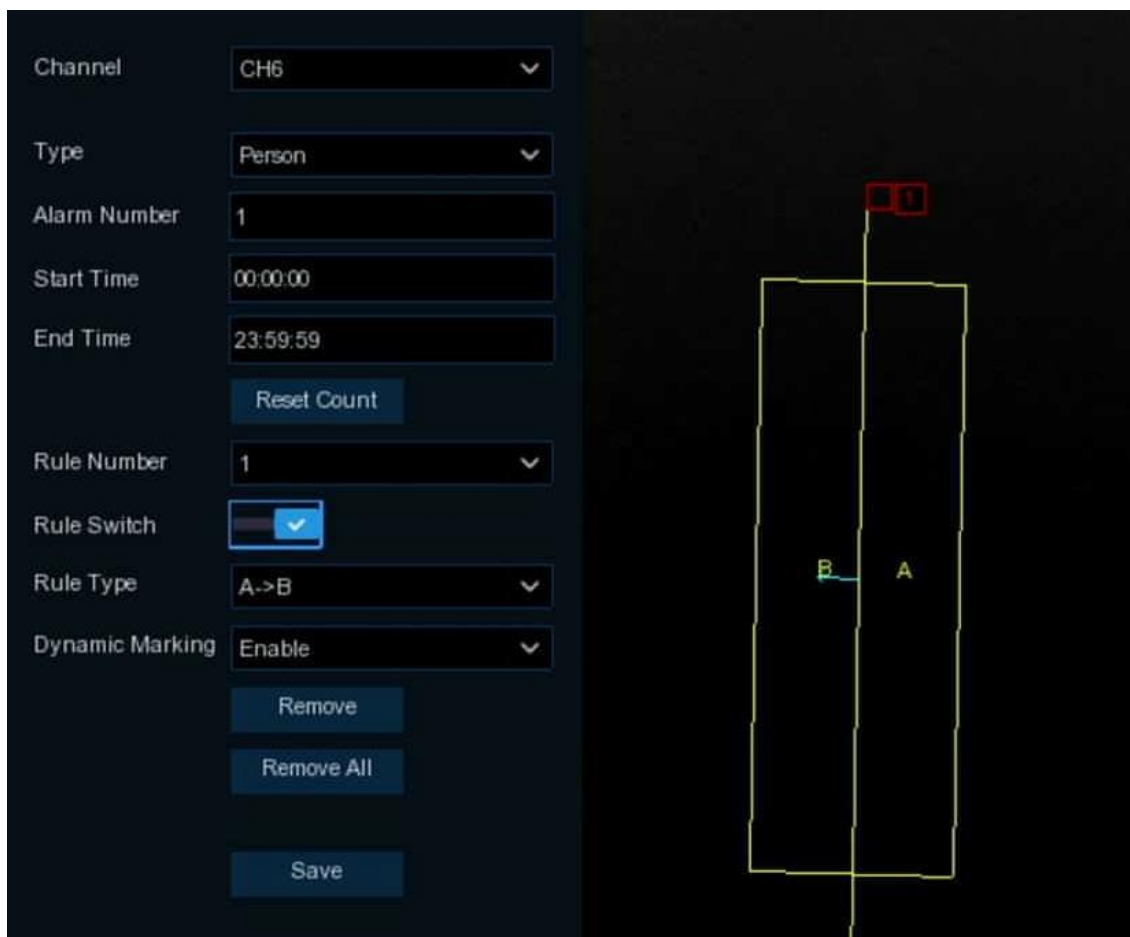 Channel CH6
Type Person
Alarm Number 1
Start Time 00:00:00
End Time 23:59:59
Reset Count
Rule Number 1
Rule Switch
Rule Type A->B
Dynamic Marking Enable
Remove
Remove All
Save
1
B A